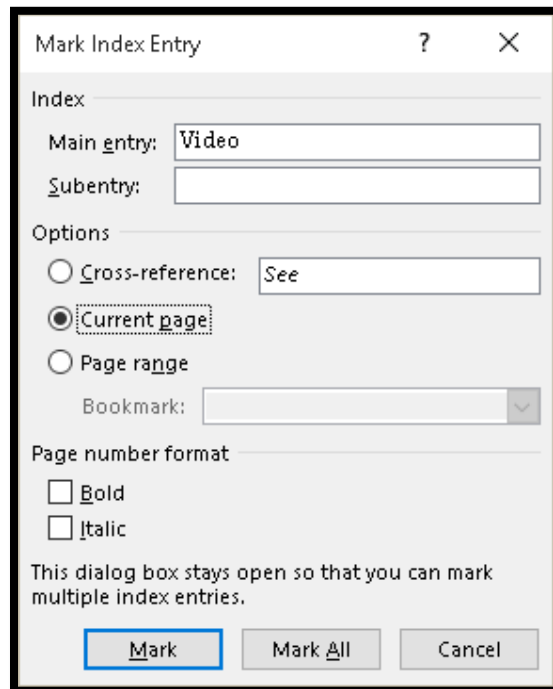 Mark Index Entry ? X
Index
Main entry: Video
Subentry:
Options
Cross-reference: See
Current page
Page range
Bookmark:
Page number format
Bold
Italic
This dialog box stays open so that you can mark
multiple index entries.
Mark Mark All Cancel